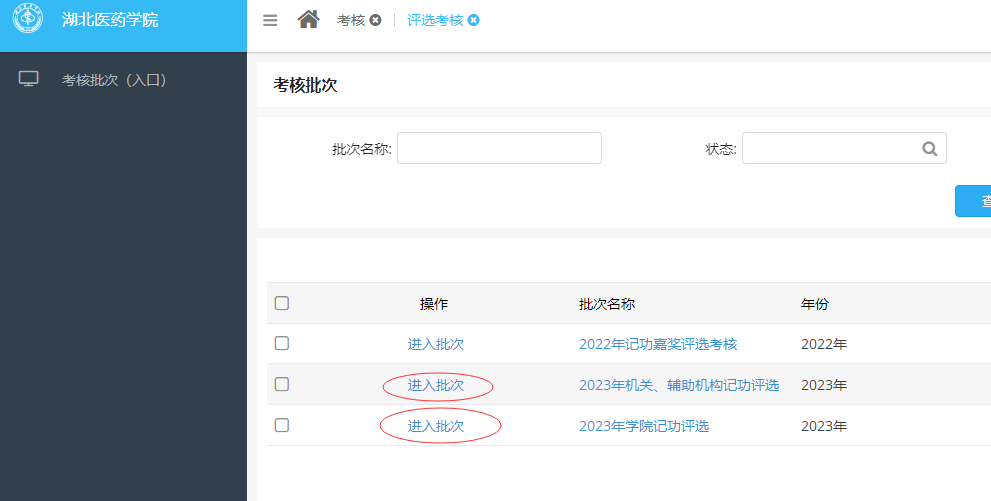 湖北医药学院
考核 评选考核
考核批次（入口）
考核批次
批次名称: 状态:
操作 批次名称 年份
进入批次 2022年记功嘉奖评选考核 2022年
进入批次 2023年机关、辅助机构记功评选 2023年
进入批次 2023年学院记功评选 2023年